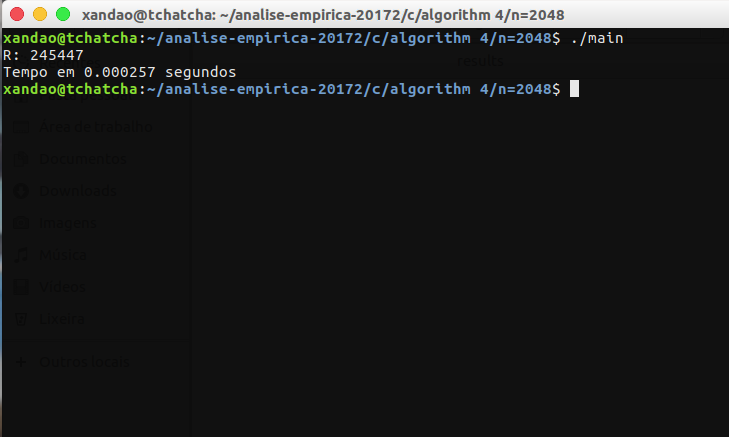 xandao@tchatcha: ~/analise-empirica-20172/c/algorithm 4/n=2048
xandao@tchatcha:~/analise-empirica-20172/c/algorithm 4/n=2048$ ./main
R: 245447
results
Tempo em 0.000257 segundos
xandao@tchatcha:~/analise-empirica-20172/c/algorithm 4/n=2048$
Área de trabalho
Documentos
Downloads
Imagens
Música
Vídeos
Lixeira
+ Outros locais